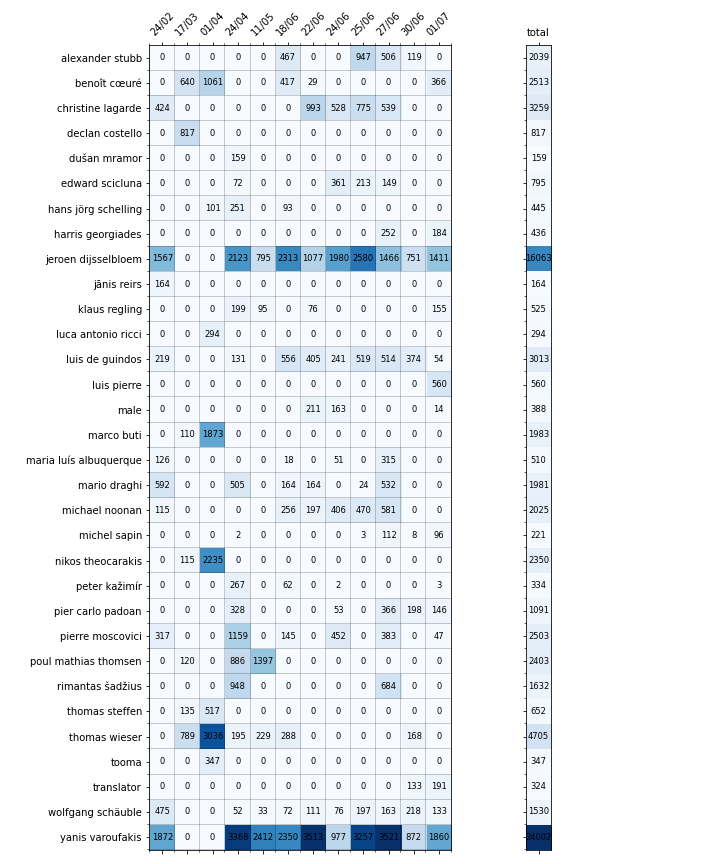 24/02 17/03 01/04 24/04 11/05 18/06 22/06 24/06 25/06 27/06 30/06 01/07 total
alexander stubb 0 0 0 0 0 467 0 0 947 506 119 0 2039
benoît cœuré 0 640 1061 0 0 417 29 0 0 0 0 366 2513
christine lagarde 424 0 0 0 0 0 993 528 775 539 0 0 3259
declan costello 0 817 0 0 0 0 0 0 0 0 0 0 817
dušan mramor 0 0 0 159 0 0 0 0 0 0 0 0 159
edward scicluna 0 0 0 72 0 0 0 361 213 149 0 0 795
hans jörg schelling 0 0 101 251 0 93 0 0 0 0 0 0 445
harris georgiades 0 0 0 0 0 0 0 0 0 252 0 184 436
jeroen dijsselbloem 1567 0 0 2123 795 2313 1077 1980 2580 1466 751 1411 16063
jānis reirs 164 0 0 0 0 0 0 0 0 0 0 0 164
klaus regling 0 0 0 199 95 0 76 0 0 0 0 155 525
luca antonio ricci 0 0 294 0 0 0 0 0 0 0 0 0 294
luis de guindos 219 0 0 131 0 556 405 241 519 514 374 54 3013
luis pierre 0 0 0 0 0 0 0 0 0 0 0 560 560
male 0 0 0 0 0 0 211 163 0 0 0 14 388
marco buti 0 110 1873 0 0 0 0 0 0 0 0 0 1983
maria luís albuquerque 126 0 0 0 0 18 0 51 0 315 0 0 510
mario draghi 592 0 0 505 0 164 164 0 24 532 0 0 1981
michael noonan 115 0 0 0 0 256 197 406 470 581 0 0 2025
michel sapin 0 0 0 2 0 0 0 0 3 112 8 96 221
nikos theocarakis 0 115 2235 0 0 0 0 0 0 0 0 0 2350
peter kažimír 0 0 0 267 0 62 0 2 0 0 0 3 334
pier carlo padoan 0 0 0 328 0 0 0 53 0 366 198 146 1091
pierre moscovici 317 0 0 1159 0 145 0 452 0 383 0 47 2503
poul mathias thomsen 0 120 0 886 1397 0 0 0 0 0 0 0 2403
rimantas šadžius 0 0 0 948 0 0 0 0 0 684 0 0 1632
thomas steffen 0 135 517 0 0 0 0 0 0 0 0 0 652
thomas wieser 0 789 3036 195 229 288 0 0 0 0 168 0 4705
tooma 0 0 347 0 0 0 0 0 0 0 0 0 347
translator 0 0 0 0 0 0 0 0 0 0 133 191 324
wolfgang schäuble 475 0 0 52 33 72 111 76 197 163 218 133 1530
yanis varoufakis 1872 0 0 3368 2412 2350 3513 977 3257 3521 872 1860 24002